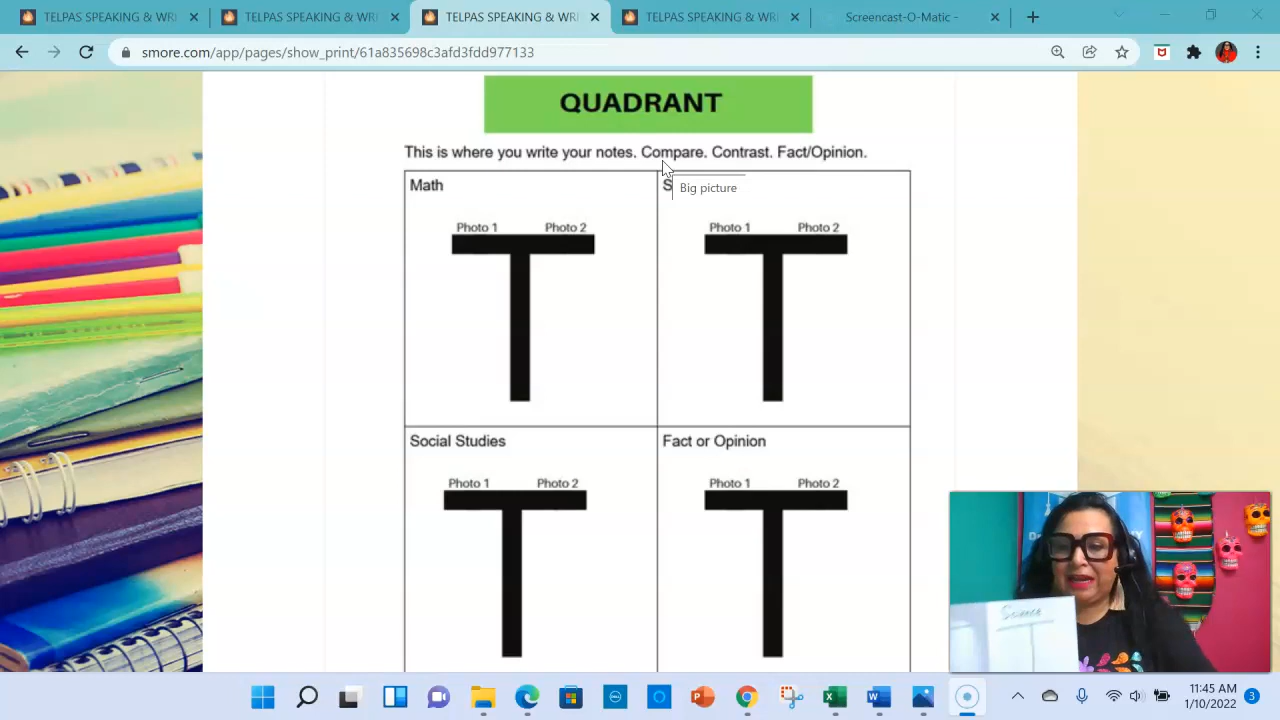 TELPAS SPEAKING & WRI
TELPAS SPEAKING & WRI
TELPAS SPEAKING & WRI
TELPAS SPEAKING & WRI
Screencast-O-Matic -
smore.com/app/pages/show_print/61a835698c3afd3fdd977133
QUADRANT
This is where you write your notes. Compare. Contrast. Fact/Opinion.
Math
S
Big picture
Photo 1 Photo 2
Photo 1 Photo 2
T
T
Social Studies
Fact or Opinion
Photo 1 Photo 2
Photo 1 Photo 2
T
T
Science
11:45 AM
1/10/2022
3